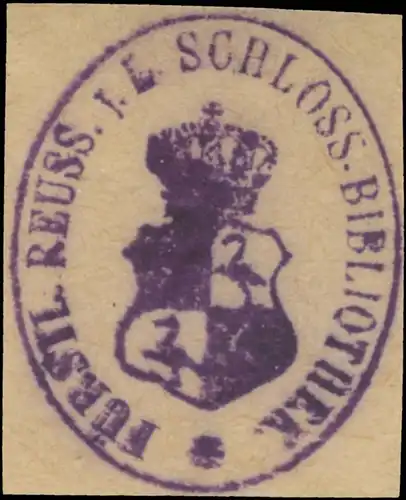 FÜRSTL. REUSS. J. L. SCHLOSS-BIBLIOTHEK.